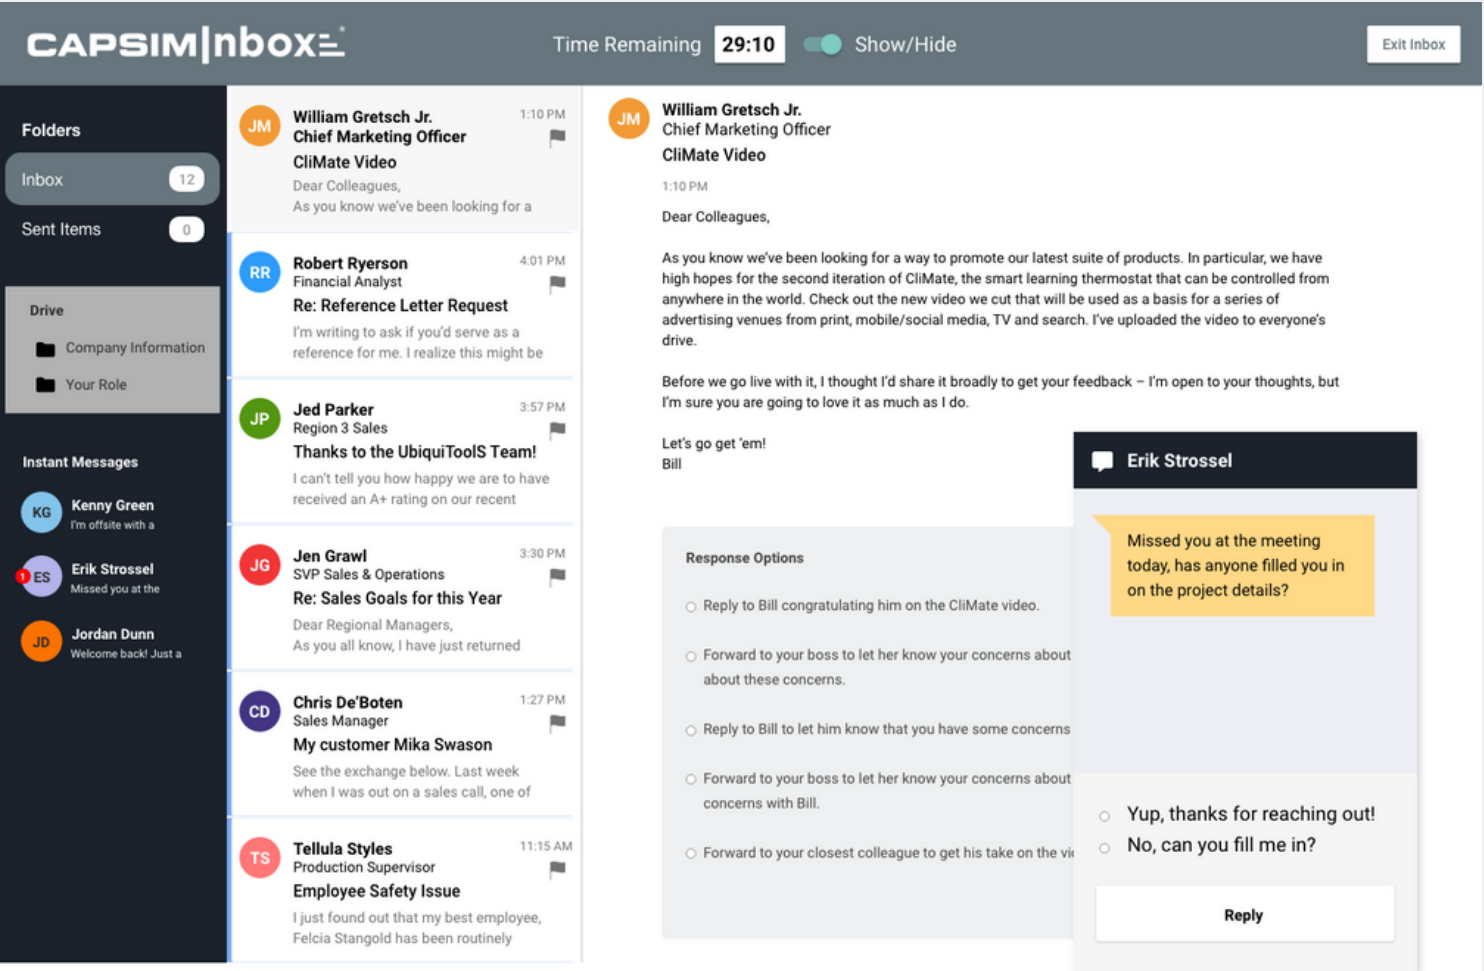 CAPSIMInbox
Time Remaining 29:10 Show/Hide
Exit Inbox
Folders
Inbox 12
Sent Items 0
Drive
Company Information
Your Role
Instant Messages
KG
Kenny Green
I'm offsite with a
1 ES
Erik Strossel
Missed you at the
JD
Jordan Dunn
Welcome back! Just a
JM
William Gretsch Jr. 1:10 PM
Chief Marketing Officer
CliMate Video
Dear Colleagues,
As you know we've been looking for a
RR
Robert Ryerson 4:01 PM
Financial Analyst
Re: Reference Letter Request
I'm writing to ask if you'd serve as a
reference for me. I realize this might be
JP
Jed Parker 3:57 PM
Region 3 Sales
Thanks to the UbiquiToolS Team!
I can't tell you how happy we are to have
received an A+ rating on our recent
JG
Jen Grawl 3:30 PM
SVP Sales & Operations
Re: Sales Goals for this Year
Dear Regional Managers,
As you all know, I have just returned
CD
Chris De'Boten 1:27 PM
Sales Manager
My customer Mika Swason
See the exchange below. Last week
when I was out on a sales call, one of
TS
Tellula Styles 11:15 AM
Production Supervisor
Employee Safety Issue
I just found out that my best employee,
Felcia Stangold has been routinely
JM
William Gretsch Jr.
Chief Marketing Officer
CliMate Video
1:10 PM
Dear Colleagues,
As you know we've been looking for a way to promote our latest suite of products. In particular, we have
high hopes for the second iteration of CliMate, the smart learning thermostat that can be controlled from
anywhere in the world. Check out the new video we cut that will be used as a basis for a series of
advertising venues from print, mobile/social media, TV and search. I've uploaded the video to everyone's
drive.
Before we go live with it, I thought I'd share it broadly to get your feedback – I'm open to your thoughts, but
I'm sure you are going to love it as much as I do.
Let's go get 'em!
Bill
Response Options
Reply to Bill congratulating him on the CliMate video.
Forward to your boss to let her know your concerns about
about these concerns.
Reply to Bill to let him know that you have some concerns
Forward to your boss to let her know your concerns about
concerns with Bill.
Forward to your closest colleague to get his take on the
Erik Strossel
Missed you at the meeting
today, has anyone filled you in
on the project details?
Yup, thanks for reaching out!
No, can you fill me in?
Reply